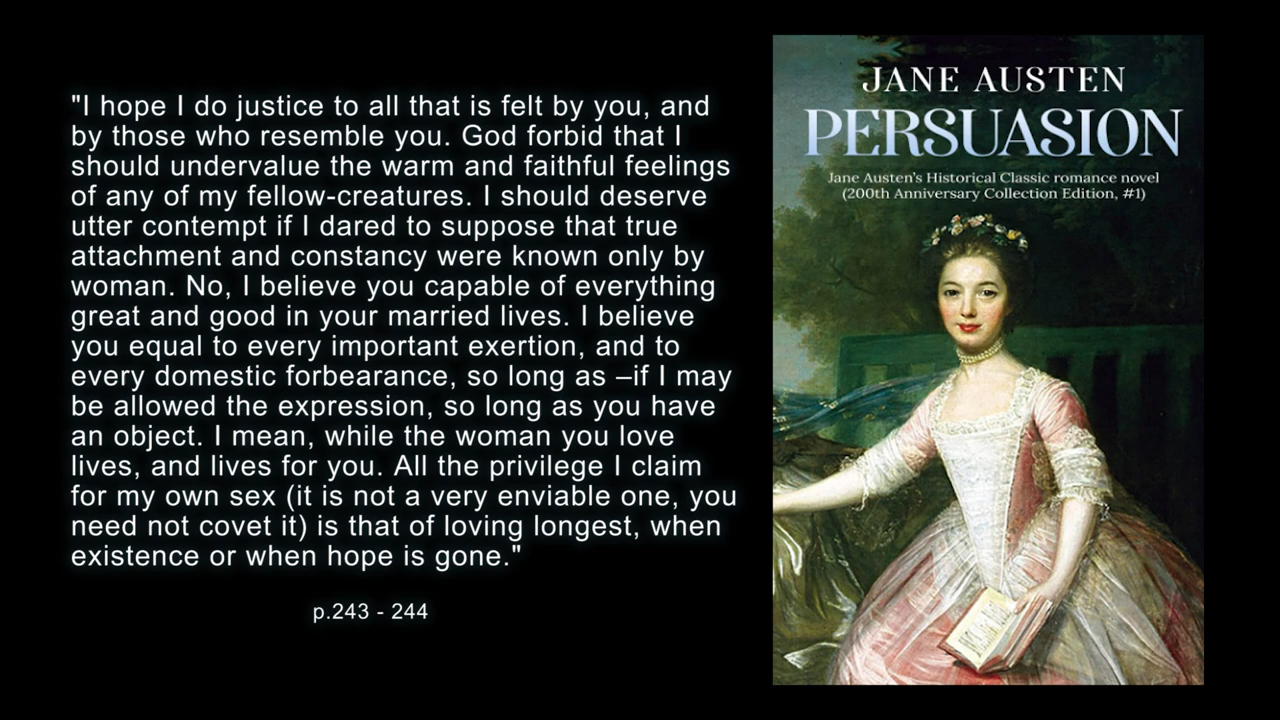 "I hope I do justice to all that is felt by you, and
by those who resemble you. God forbid that I
should undervalue the warm and faithful feelings
of any of my fellow-creatures. I should deserve
utter contempt if I dared to suppose that true
attachment and constancy were known only by
woman. No, I believe you capable of everything
great and good in your married lives. I believe
you equal to every important exertion, and to
every domestic forbearance, so long as –if I may
be allowed the expression, so long as you have
an object. I mean, while the woman you love
lives, and lives for you. All the privilege I claim
for my own sex (it is not a very enviable one, you
need not covet it) is that of loving longest, when
existence or when hope is gone."
p.243 - 244
JANE AUSTEN
PERSUASION
Jane Austen's Historical Classic romance novel
(200th Anniversary Collection Edition, #1)